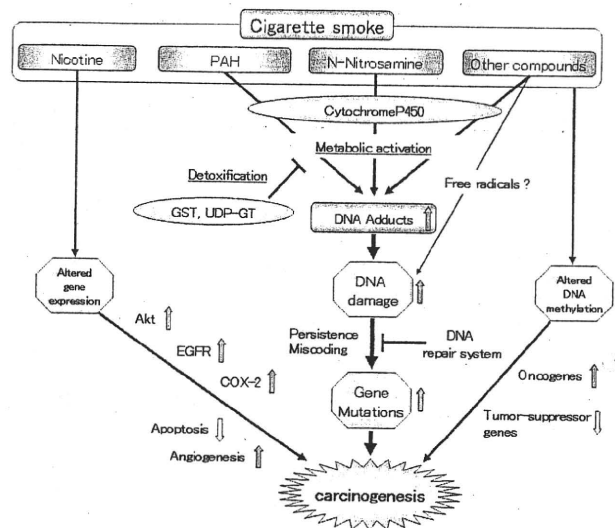 Cigarette smoke
Nicotine
PAH
N-Nitrosamine
Other compounds
CytochromeP450
Metabolic activation
Detoxification
Free radicals ?
GST, UDP-GT
DNA Adducts
Altered
gene
expression
DNA
damage
Altered
DNA
methylation
Akt
EGFR
COX-2
Persistence
Miscoding
DNA
repair system
Oncogenes
Gene
Mutations
Apoptosis
Angiogenesis
Tumor-suppressor
genes
carcinogenesis